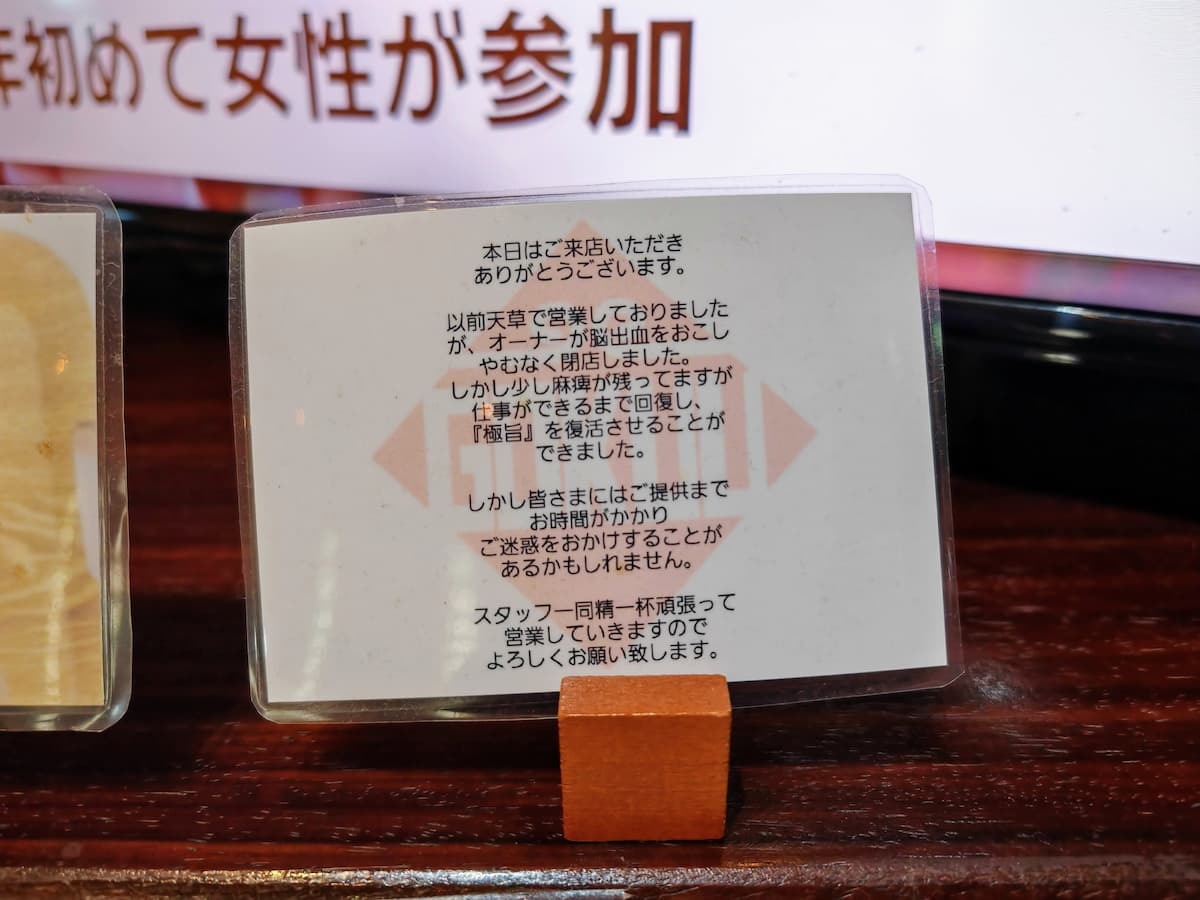 年初めて女性が参加
本日はご来店いただき
ありがとうございます。
以前天草で営業しておりました
が、オーナーが脳出血をおこし
やむなく閉店しました。
しかし少し麻痺が残ってますが
仕事ができるまで回復し、
『極旨』を復活させることが
できました。
しかし皆さまにはご提供まで
お時間がかかり
ご迷惑をおかけすることが
あるかもしれません。
スタッフ一同精一杯頑張って
営業していきますので
よろしくお願い致します。